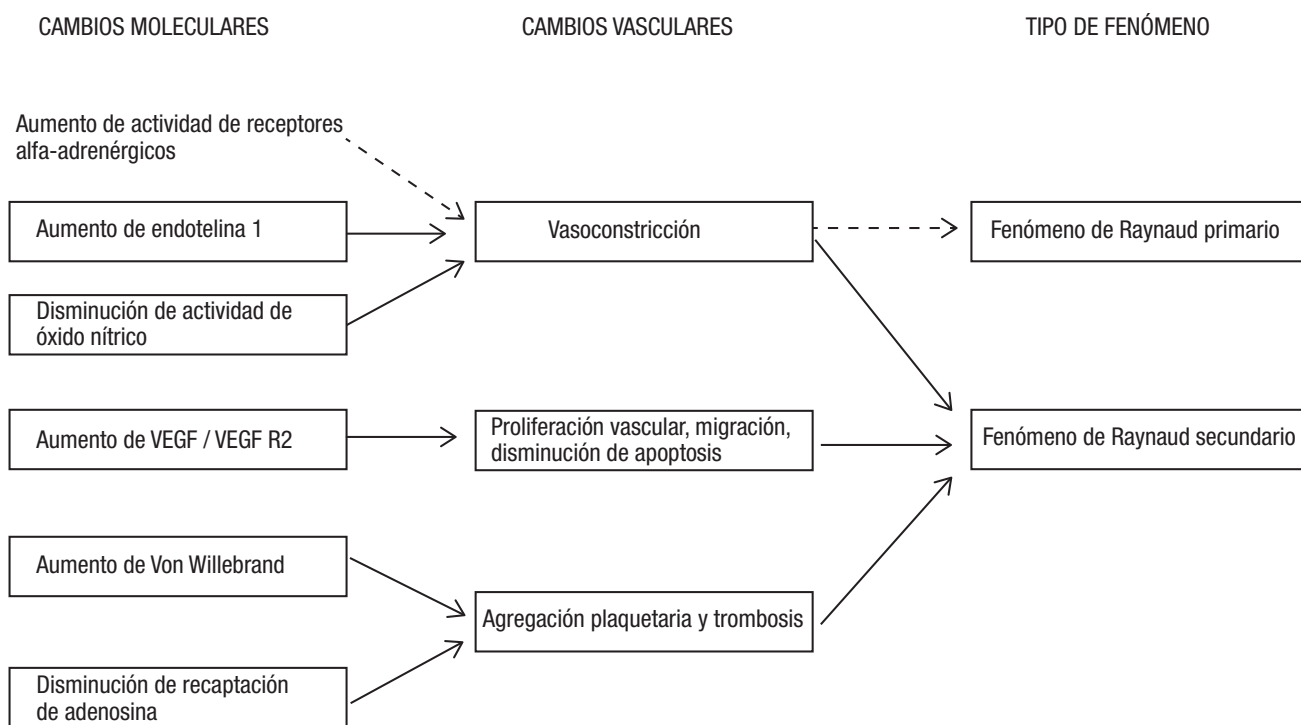 CAMBIOS MOLECULARES
CAMBIOS VASCULARES
TIPO DE FENÓMENO
Aumento de actividad de receptores
alfa-adrenérgicos
Aumento de endotelina 1
Vasoconstricción
Fenómeno de Raynaud primario
Disminución de actividad de
óxido nítrico
Aumento de VEGF / VEGF R2
Proliferación vascular, migración,
disminución de apoptosis
Fenómeno de Raynaud secundario
Aumento de Von Willebrand
Agregación plaquetaria y trombosis
Disminución de recaptación
de adenosina